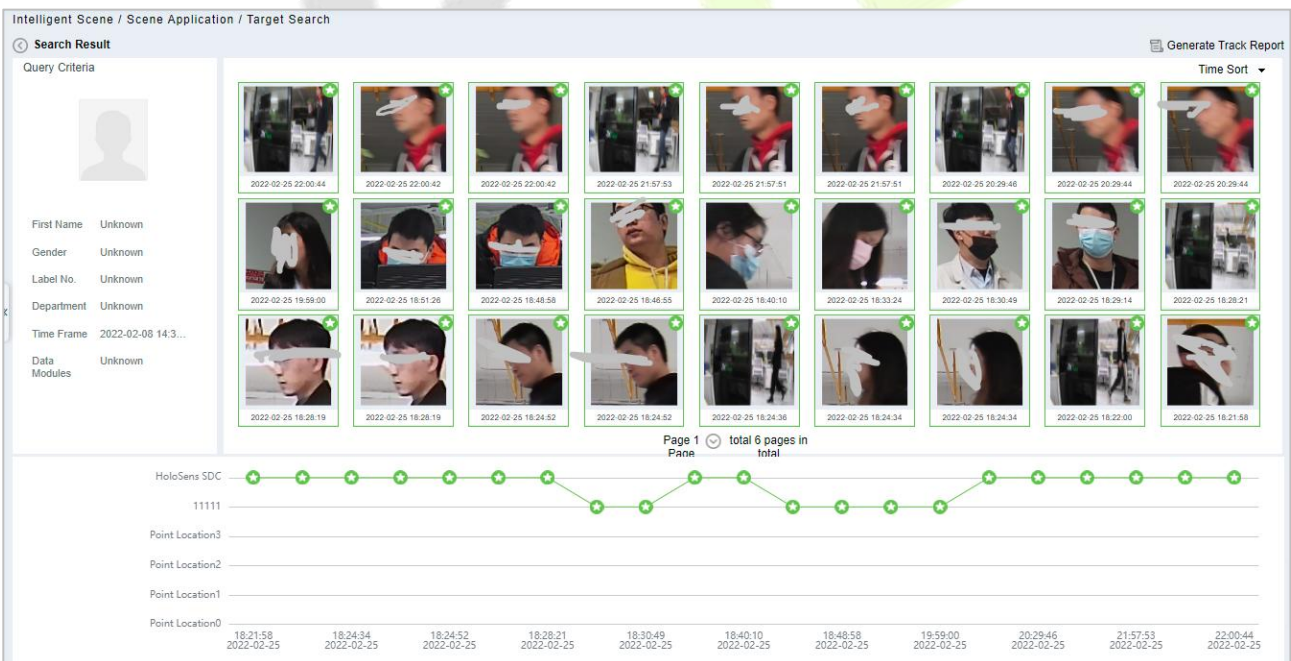 Intelligent Scene / Scene Application / Target Search
Search Result
Generate Track Report
Query Criteria
Time Sort
First Name Unknown
Gender Unknown
Label No. Unknown
Department Unknown
Time Frame 2022-02-08 14:3...
Data Modules Unknown
2022-02-25 22:00:44 2022-02-25 22:00:42 2022-02-25 22:00:42 2022-02-25 21:57:53 2022-02-25 21:57:51 2022-02-25 21:57:51 2022-02-25 20:29:46 2022-02-25 20:29:44 2022-02-25 20:29:44
2022-02-25 19:59:00 2022-02-25 18:51:26 2022-02-25 18:48:58 2022-02-25 18:46:55 2022-02-25 18:40:10 2022-02-25 18:33:24 2022-02-25 18:30:49 2022-02-25 18:29:14 2022-02-25 18:28:21
2022-02-25 18:28:19 2022-02-25 18:28:19 2022-02-25 18:24:52 2022-02-25 18:24:52 2022-02-25 18:24:36 2022-02-25 18:24:34 2022-02-25 18:24:34 2022-02-25 18:22:00 2022-02-25 18:21:58
Page 1 total 6 pages in
Page total
HoloSens SDC
11111
Point Location3
Point Location2
Point Location1
Point Location0
18:21:58 18:24:34 18:24:52 18:28:21 18:30:49 18:40:10 18:48:58 19:59:00 20:29:46 21:57:53 22:00:44
2022-02-25 2022-02-25 2022-02-25 2022-02-25 2022-02-25 2022-02-25 2022-02-25 2022-02-25 2022-02-25 2022-02-25 2022-02-25